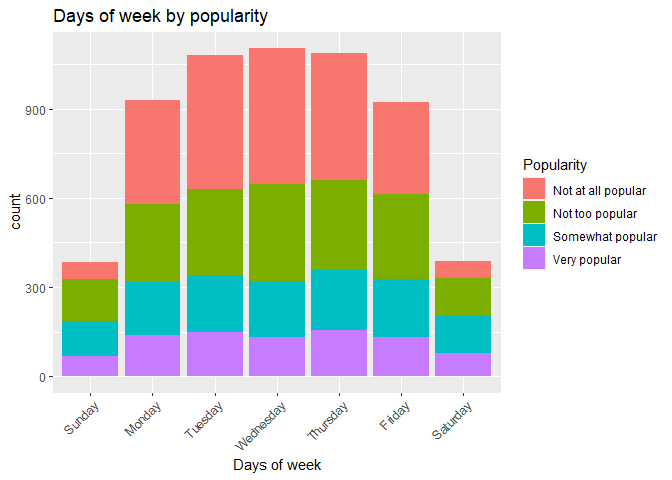 Days of week by popularity
count
900
600
300
0
Sunday
Monday
Tuesday
Wednesday
Thursday
Friday
Saturday
Days of week
Popularity
Not at all popular
Not too popular
Somewhat popular
Very popular